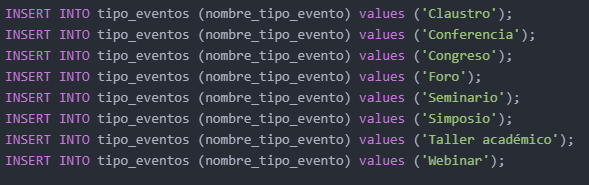 INSERT INTO tipo_eventos (nombre_tipo_evento) values ('Claustro');
INSERT INTO tipo_eventos (nombre_tipo_evento) values ('Conferencia');
INSERT INTO tipo_eventos (nombre_tipo_evento) values ('Congreso');
INSERT INTO tipo_eventos (nombre_tipo_evento) values ('Foro');
INSERT INTO tipo_eventos (nombre_tipo_evento) values ('Seminario');
INSERT INTO tipo_eventos (nombre_tipo_evento) values ('Simposio');
INSERT INTO tipo_eventos (nombre_tipo_evento) values ('Taller académico');
INSERT INTO tipo_eventos (nombre_tipo_evento) values ('Webinar');